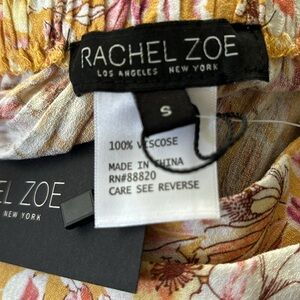 RACHEL ZOE
LOS ANGELES NEW YORK
S
100% VISCOSE
MADE IN CHINA
RN#88820
CARE SEE REVERSE
EL ZOE
NEW YORK